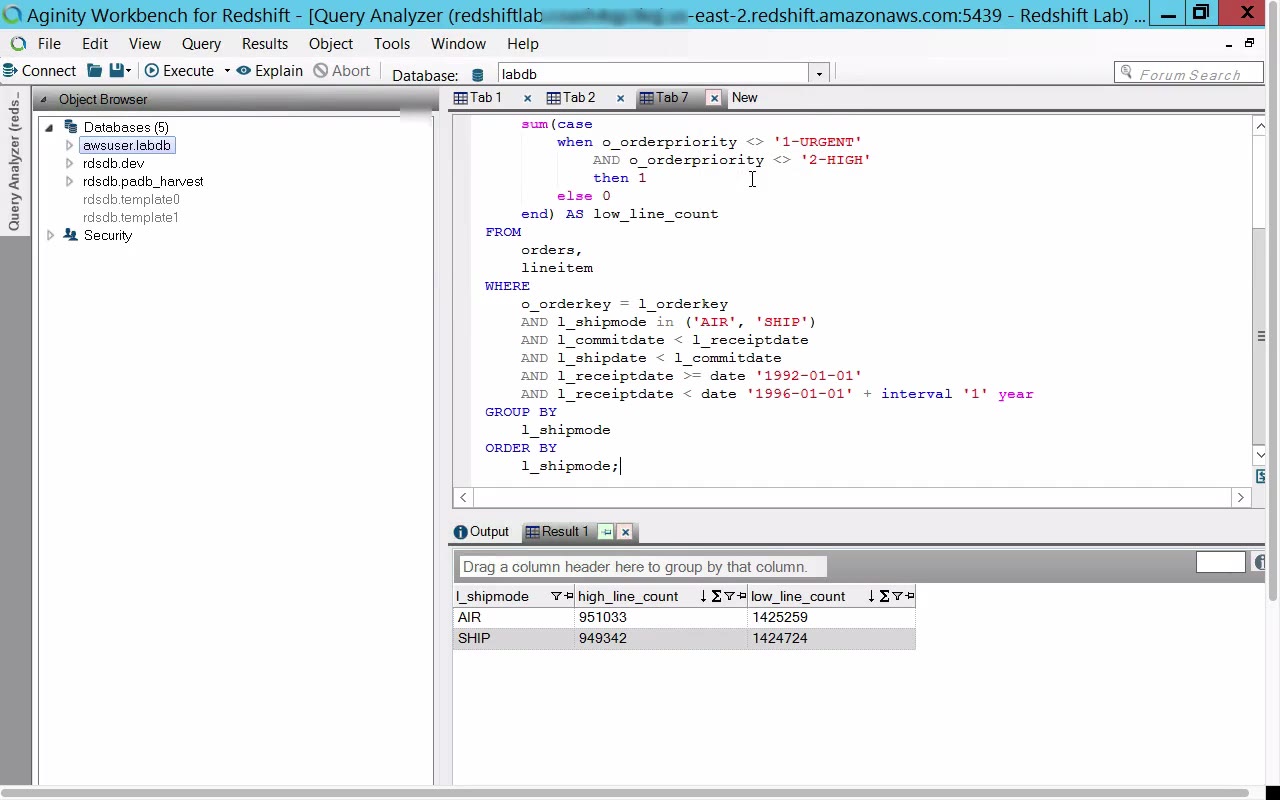 Aginity Workbench for Redshift - [Query Analyzer (redshiftlab -east-2.redshift.amazonaws.com:5439 - Redshift Lab) ...
File Edit View Query Results Object Tools Window Help
Connect Execute Explain Abort Database: labdb Forum Search
Query Analyzer (reds...
Object Browser
Databases (5)
awsuser.labdb
rdsdb.dev
rdsdb.padb_harvest
rdsdb.template0
rdsdb.template1
Security
Tab 1 Tab 2 Tab 7 New
sum(case
when o_orderpriority <> '1-URGENT'
AND o_orderpriority <> '2-HIGH'
then 1
else 0
end) AS low_line_count
FROM
orders,
lineitem
WHERE
o_orderkey = l_orderkey
AND l_shipmode in ('AIR', 'SHIP')
AND l_commitdate < l_receiptdate
AND l_shipdate < l_commitdate
AND l_receiptdate >= date '1992-01-01'
AND l_receiptdate < date '1996-01-01' + interval '1' year
GROUP BY
l_shipmode
ORDER BY
l_shipmode;
Output Result 1
Drag a column header here to group by that column.
l_shipmode high_line_count low_line_count
AIR 951033 1425259
SHIP 949342 1424724